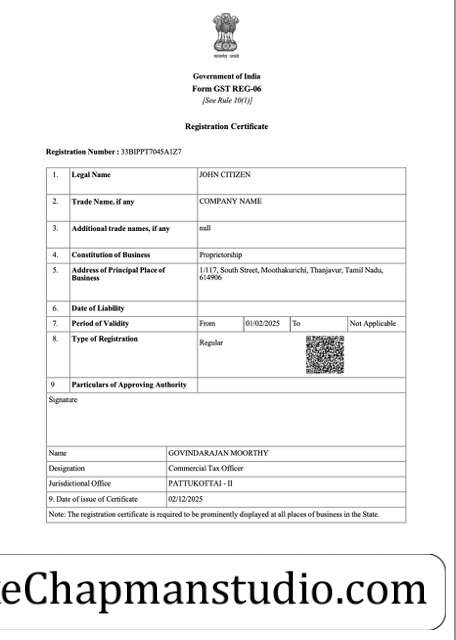 सत्यमेव जयते
Government of India
Form GST REG-06
[See Rule 10(1)]
Registration Certificate
Registration Number : 33BIPPT7045A1Z7
1. Legal Name JOHN CITIZEN
2. Trade Name, if any COMPANY NAME
3. Additional trade names, if any null
4. Constitution of Business Proprietorship
5. Address of Principal Place of Business 1/117, South Street, Moothakurichi, Thanjavur, Tamil Nadu, 614906
6. Date of Liability
7. Period of Validity From 01/02/2025 To Not Applicable
8. Type of Registration Regular
9 Particulars of Approving Authority
Signature
Name GOVINDARAJAN MOORTHY
Designation Commercial Tax Officer
Jurisdictional Office PATTUKOTTAI - II
9. Date of issue of Certificate 02/12/2025
Note: The registration certificate is required to be prominently displayed at all places of business in the State.
keChapmanstudio.com